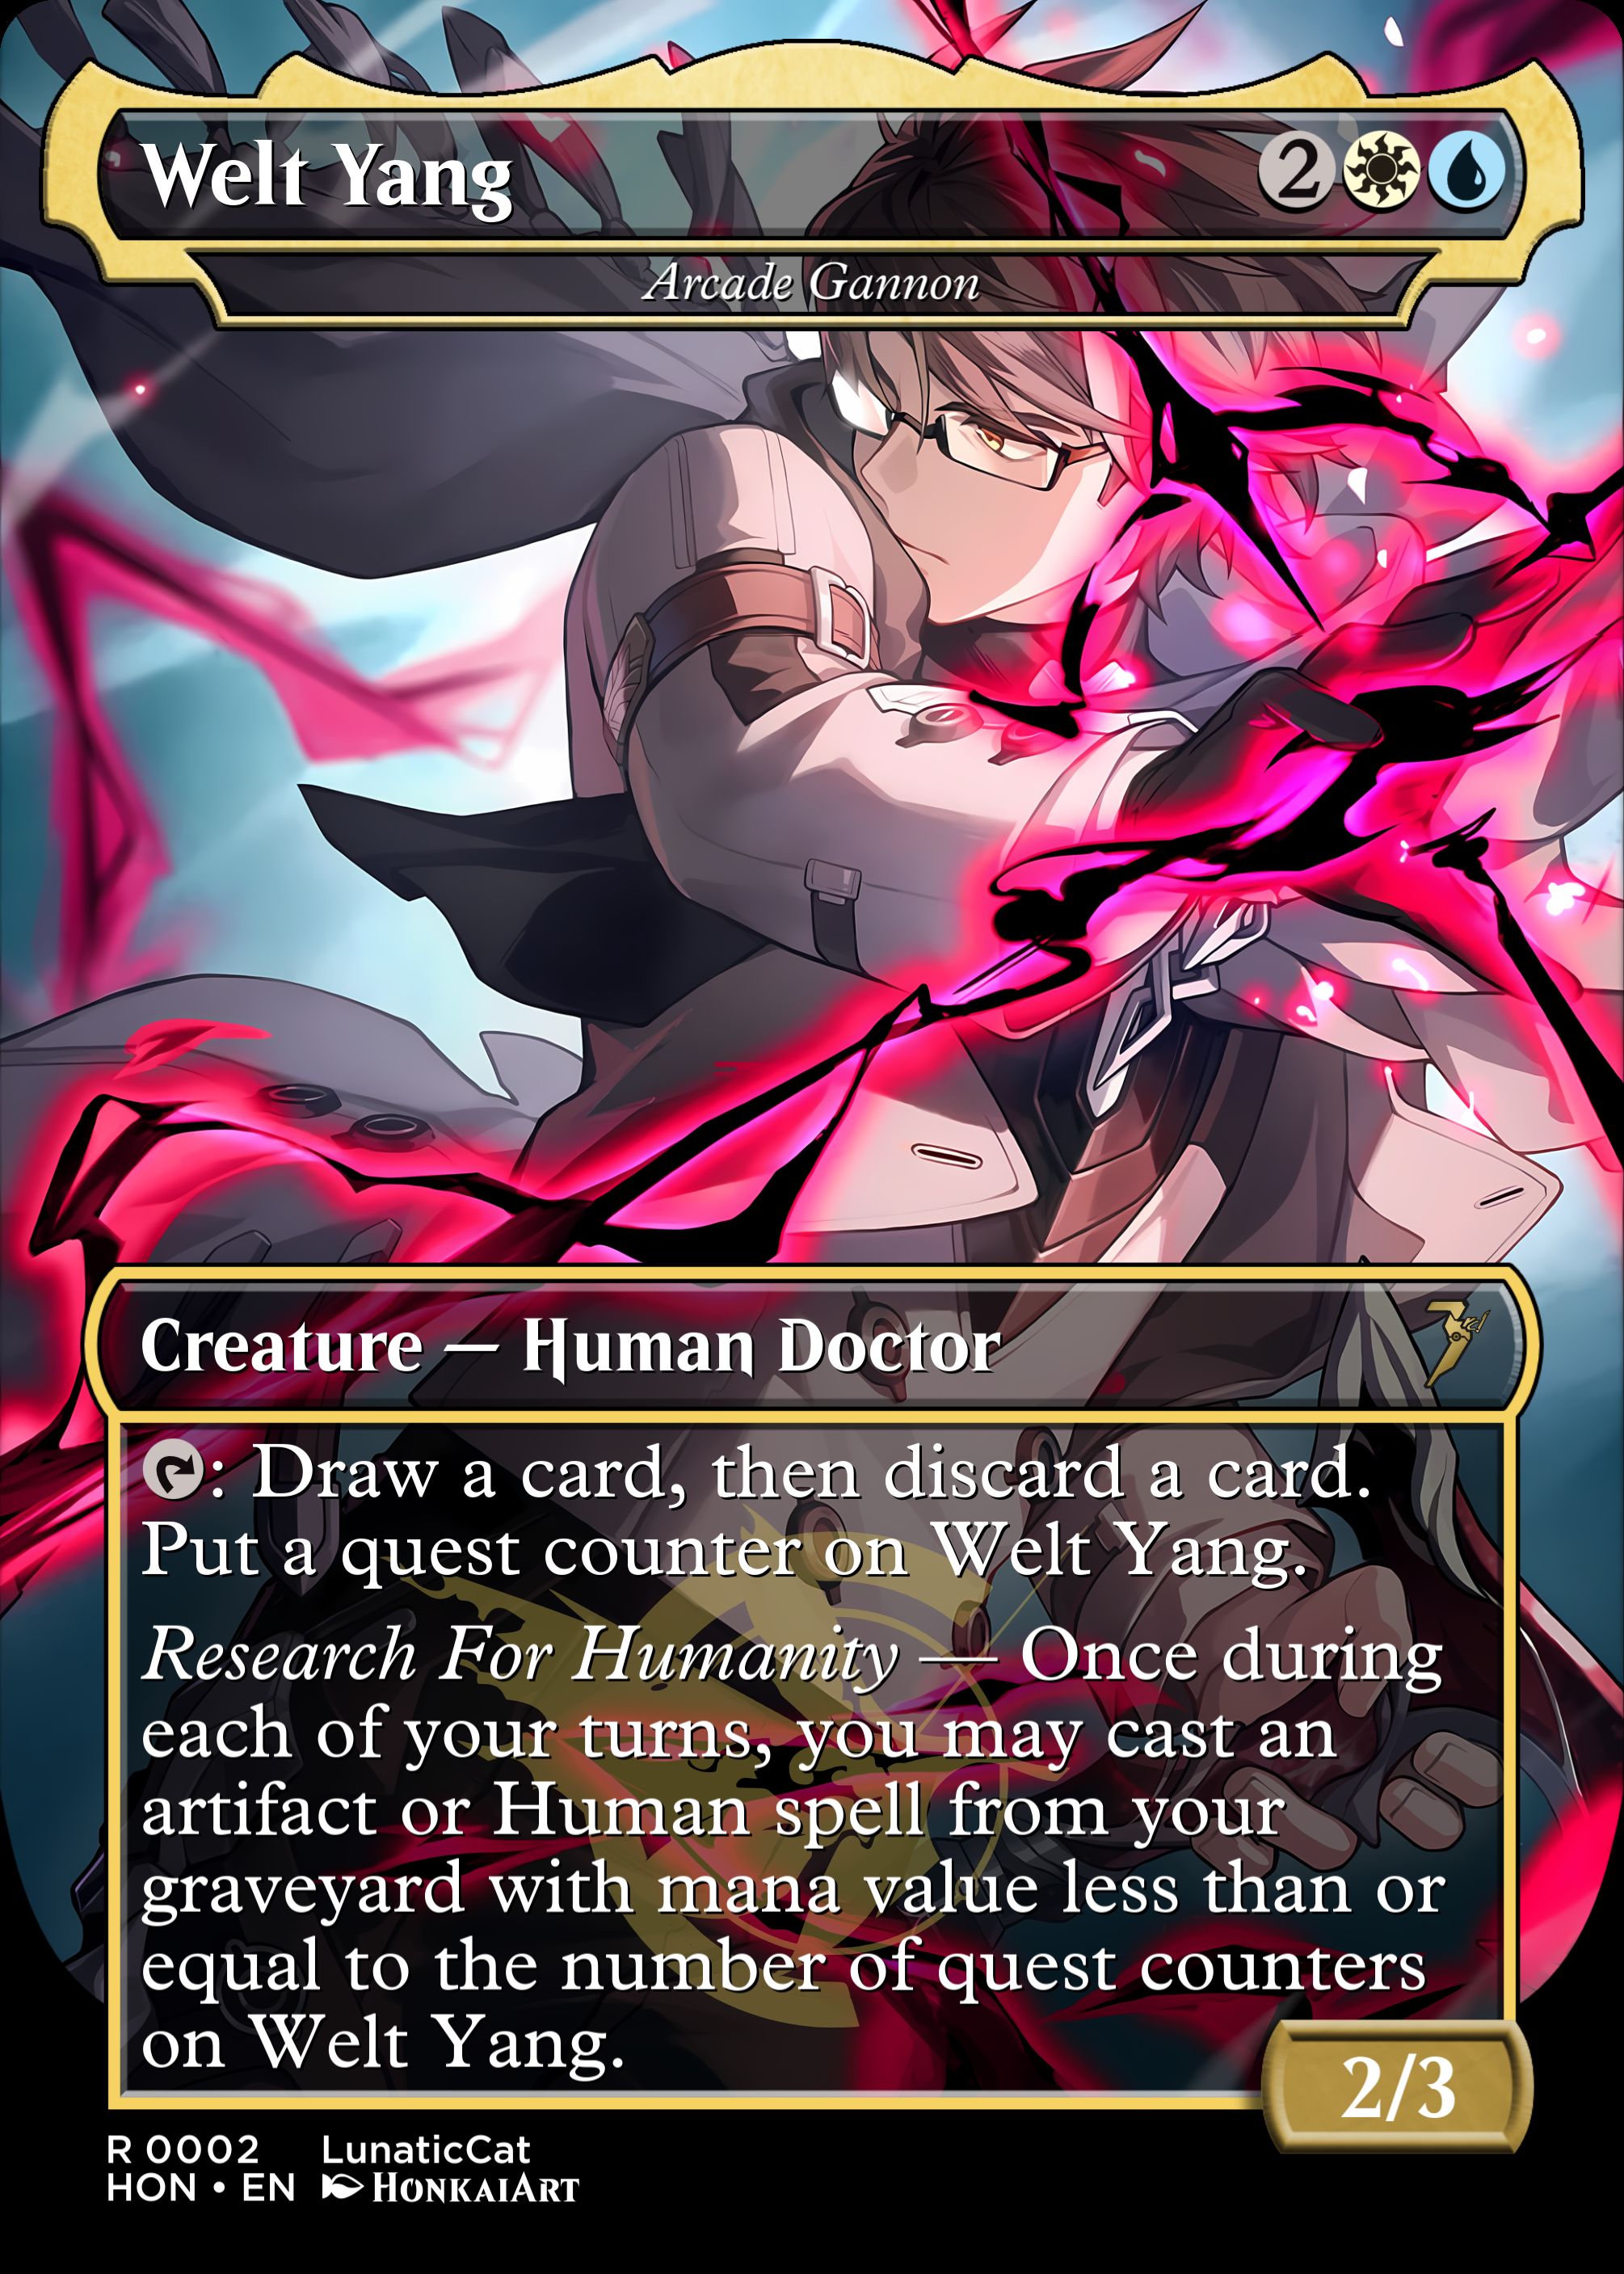 Welt Yang 2
Arcade Gannon
Creature — Human Doctor
: Draw a card, then discard a card.
Put a quest counter on Welt Yang.
Research For Humanity — Once during
each of your turns, you may cast an
artifact or Human spell from your
graveyard with mana value less than or
equal to the number of quest counters
on Welt Yang.
2/3
R 0002 LunaticCat
HON • EN HonkaiArt